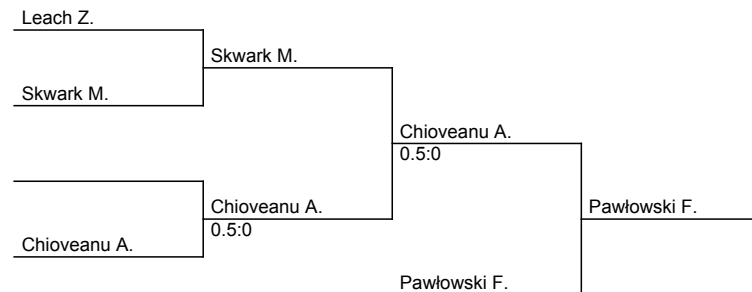 Leach Z.
Skwark M.
Skwark M.
Chioveanu A.
0.5:0
Chioveanu A.
0.5:0
Pawłowski F.
Chioveanu A.
Pawłowski F.